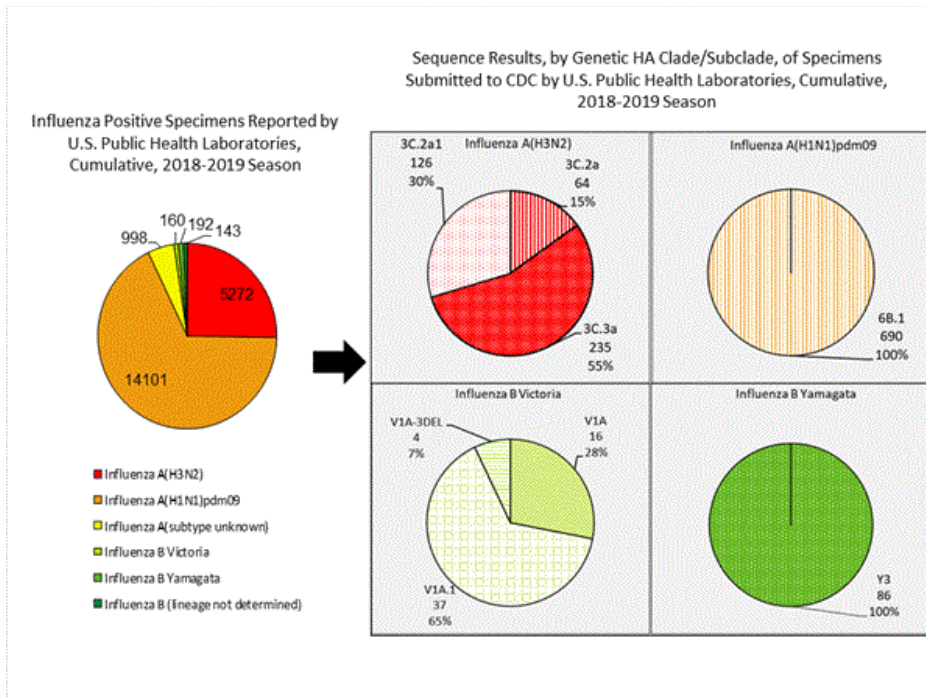 Influenza Positive Specimens Reported by
U.S. Public Health Laboratories,
Cumulative, 2018-2019 Season
998
160
192
143
5272
14101
Influenza A(H3N2)
Influenza A(H1N1)pdm09
Influenza A(subtype unknown)
Influenza B Victoria
Influenza B Yamagata
Influenza B (lineage not determined)
Sequence Results, by Genetic HA Clade/Subclade, of Specimens
Submitted to CDC by U.S. Public Health Laboratories, Cumulative,
2018-2019 Season
Influenza A(H3N2)
3C.2a1
126
30%
3C.2a
64
15%
3C.3a
235
55%
Influenza A(H1N1)pdm09
6B.1
690
100%
Influenza B Victoria
V1A-3DEL
4
7%
V1A
16
28%
V1A.1
37
65%
Influenza B Yamagata
Y3
86
100%